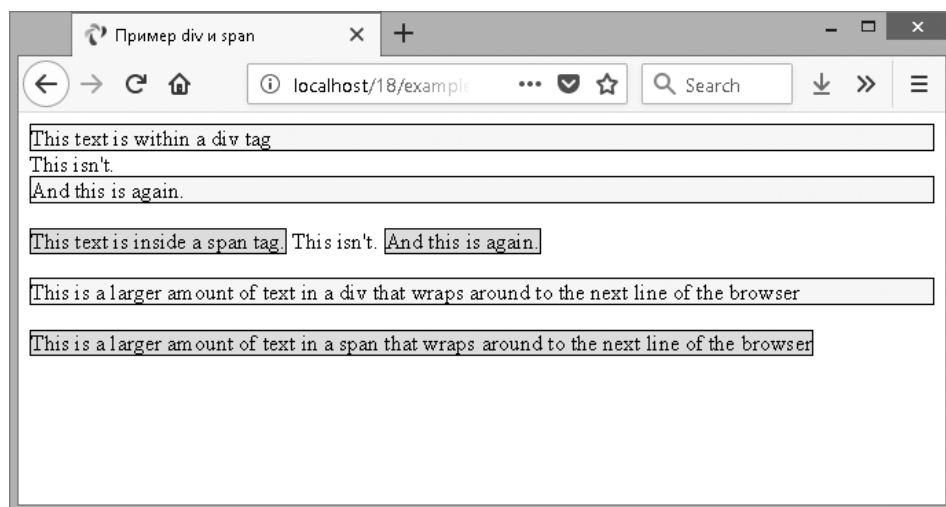 Пример div и span
localhost/18/example
Search
This text is within a div tag
This isn't.
And this is again.
This text is inside a span tag. This isn't. And this is again.
This is a larger amount of text in a div that wraps around to the next line of the browser
This is a larger amount of text in a span that wraps around to the next line of the browser